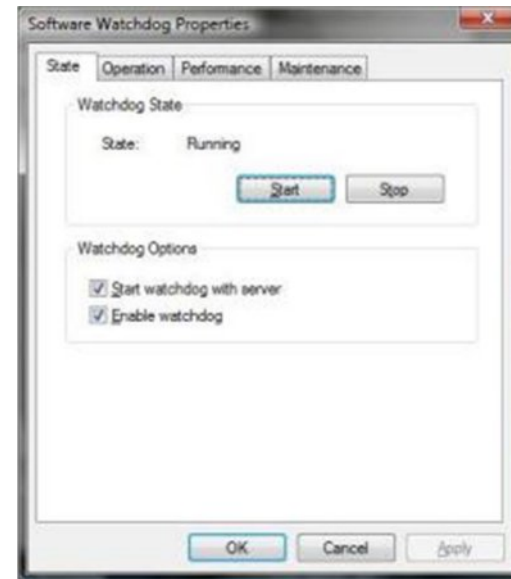 Software Watchdog Properties
State Operation Performance Maintenance
Watchdog State
State: Running
Start Stop
Watchdog Options
Start watchdog with server
Enable watchdog
OK Cancel Apply